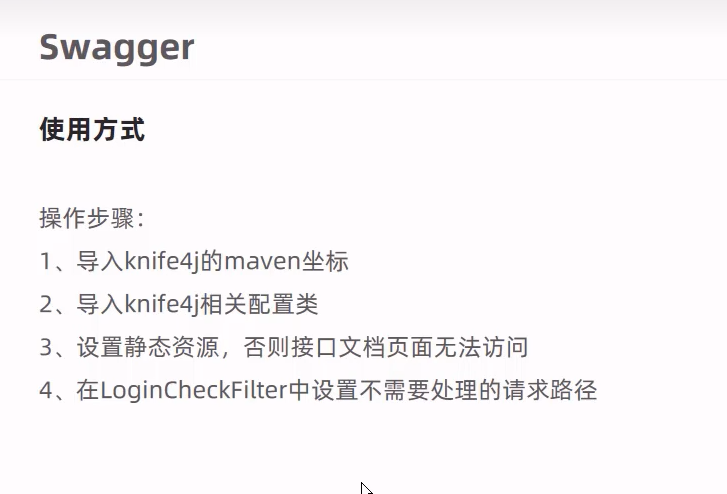 Swagger
使用方式
操作步骤：
1、导入knife4j的maven坐标
2、导入knife4j相关配置类
3、设置静态资源，否则接口文档页面无法访问
4、在LoginCheckFilter中设置不需要处理的请求路径